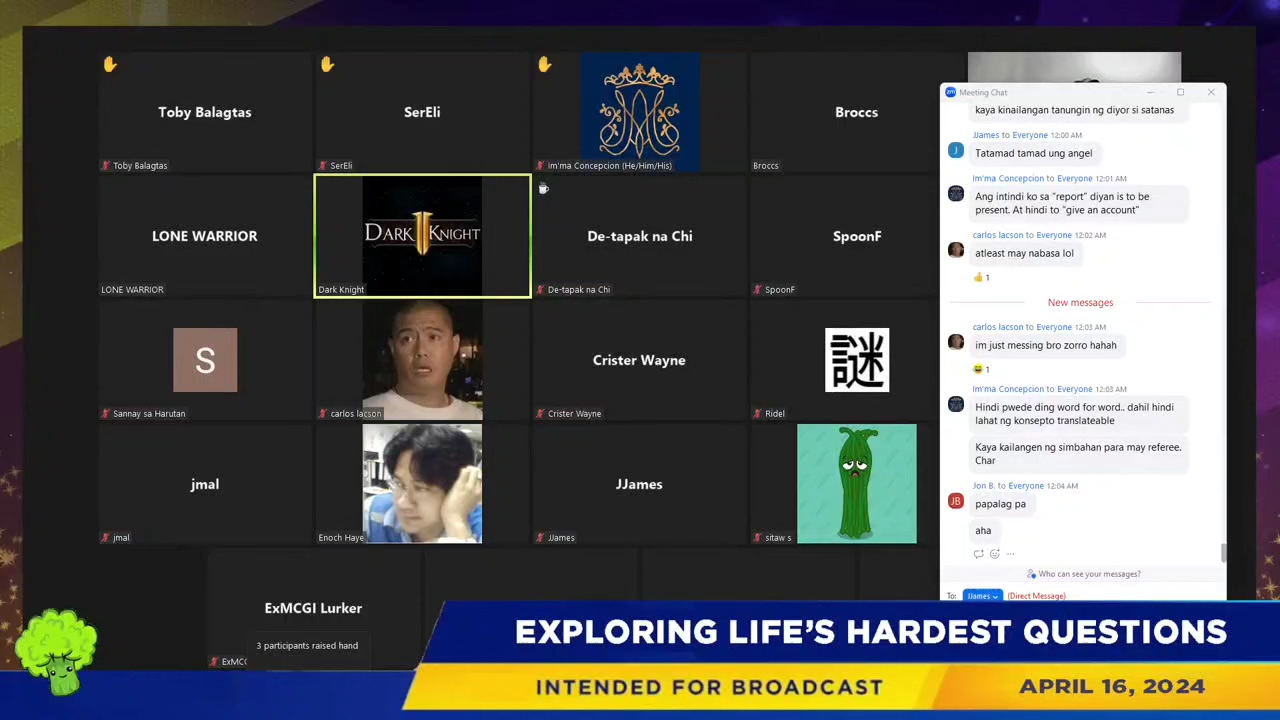 Toby Balagtas
Toby Balagtas
SerEli
SerEli
Im'ma Concepcion (He/Him/His)
Broccs
Broccs
LONE WARRIOR
LONE WARRIOR
DARK KNIGHT
Dark Knight
De-tapak na Chi
De-tapak na Chi
SpoonF
SpoonF
S
Sannay sa Harutan
carlos lacson
Crister Wayne
Crister Wayne
謎
Ridel
jmal
jmal
Enoch Haye
JJames
JJames
sitaw s
ExMCGI Lurker
3 participants raised hand
ExMC
zm
Meeting Chat
kaya kinailangan tanungin ng diyor si satanas
JJames to Everyone 12:00 AM
J
Tatamad tamad ung angel
Im'ma Concepcion to Everyone 12:01 AM
Ang intindi ko sa "report" diyan is to be
present. At hindi to "give an account"
carlos lacson to Everyone 12:02 AM
atleast may nabasa lol
1
New messages
carlos lacson to Everyone 12:03 AM
im just messing bro zorro hahah
1
Im'ma Concepcion to Everyone 12:03 AM
Hindi pwede ding word for word.. dahil hindi
lahat ng konsepto translateable
Kaya kailangen ng simbahan para may referee.
Char
Jon B. to Everyone 12:04 AM
JB
papalag pa
aha
Who can see your messages?
To: JJames (Direct Message)
EXPLORING LIFE'S HARDEST QUESTIONS
INTENDED FOR BROADCAST
APRIL 16, 2024